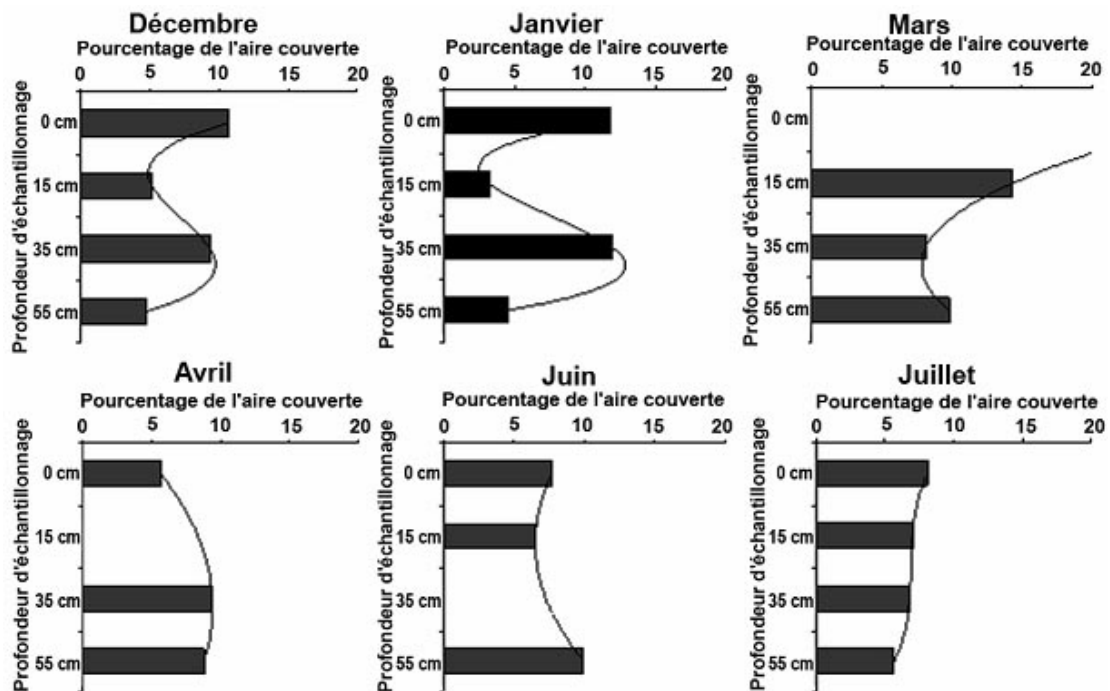 Décembre
Pourcentage de l'aire couverte
0 5 10 15 20
Profondeur d'échantillonnage
0 cm
15 cm
35 cm
55 cm
Janvier
Pourcentage de l'aire couverte
0 5 10 15 20
Profondeur d'échantillonnage
0 cm
15 cm
35 cm
55 cm
Mars
Pourcentage de l'aire couverte
0 5 10 15 20
Profondeur d'échantillonnage
0 cm
15 cm
35 cm
55 cm
Avril
Pourcentage de l'aire couverte
0 5 10 15 20
Profondeur d'échantillonnage
0 cm
15 cm
35 cm
55 cm
Juin
Pourcentage de l'aire couverte
0 5 10 15 20
Profondeur d'échantillonnage
0 cm
15 cm
35 cm
55 cm
Juillet
Pourcentage de l'aire couverte
0 5 10 15 20
Profondeur d'échantillonnage
0 cm
15 cm
35 cm
55 cm